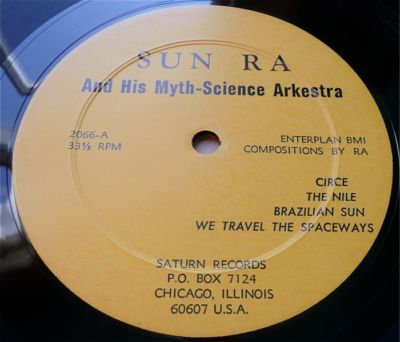 SUN RA
And His Myth-Science Arkestra
2066-A
33⅓ RPM
ENTERPLAN BMI
COMPOSITIONS BY RA
CIRCE
THE NILE
BRAZILIAN SUN
WE TRAVEL THE SPACEWAYS
SATURN RECORDS
P.O. BOX 7124
CHICAGO, ILLINOIS
60607 U.S.A.